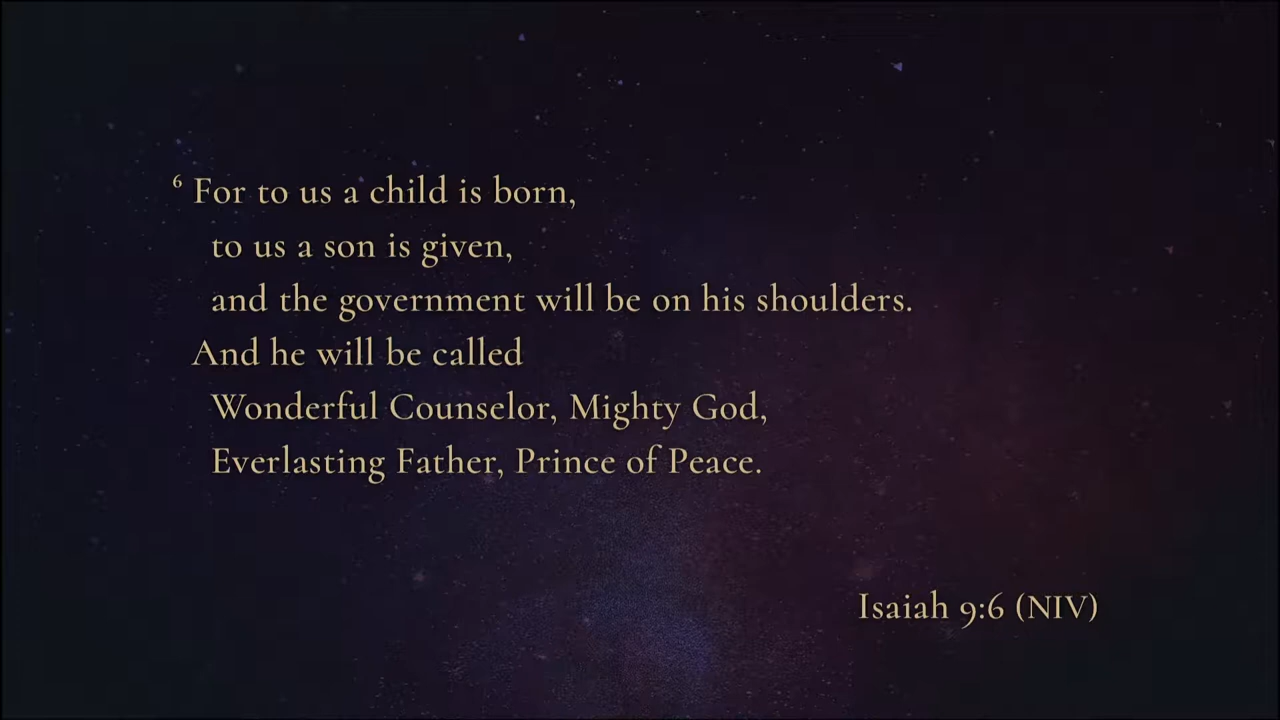 ⁶ For to us a child is born,
to us a son is given,
and the government will be on his shoulders.
And he will be called
Wonderful Counselor, Mighty God,
Everlasting Father, Prince of Peace.
Isaiah 9:6 (NIV)